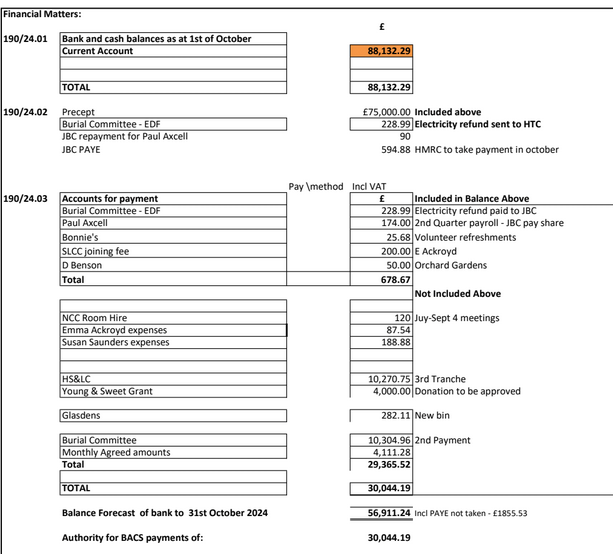 Financial Matters:
£
190/24.01 Bank and cash balances as at 1st of October
Current Account 88,132.29
TOTAL 88,132.29
190/24.02 Precept £75,000.00 Included above
Burial Committee - EDF 228.99 Electricity refund sent to HTC
JBC repayment for Paul Axcell 90
JBC PAYE 594.88 HMRC to take payment in october
Pay \method Incl VAT
190/24.03 Accounts for payment £ Included in Balance Above
Burial Committee - EDF 228.99 Electricity refund paid to JBC
Paul Axcell 174.00 2nd Quarter payroll - JBC pay share
Bonnie's 25.68 Volunteer refreshments
SLCC joining fee 200.00 E Ackroyd
D Benson 50.00 Orchard Gardens
Total 678.67
Not Included Above
NCC Room Hire 120 Juy-Sept 4 meetings
Emma Ackroyd expenses 87.54
Susan Saunders expenses 188.88
HS&LC 10,270.75 3rd Tranche
Young & Sweet Grant 4,000.00 Donation to be approved
Glasdens 282.11 New bin
Burial Committee 10,304.96 2nd Payment
Monthly Agreed amounts 4,111.28
Total 29,365.52
TOTAL 30,044.19
Balance Forecast of bank to 31st October 2024 56,911.24 Incl PAYE not taken - £1855.53
Authority for BACS payments of: 30,044.19